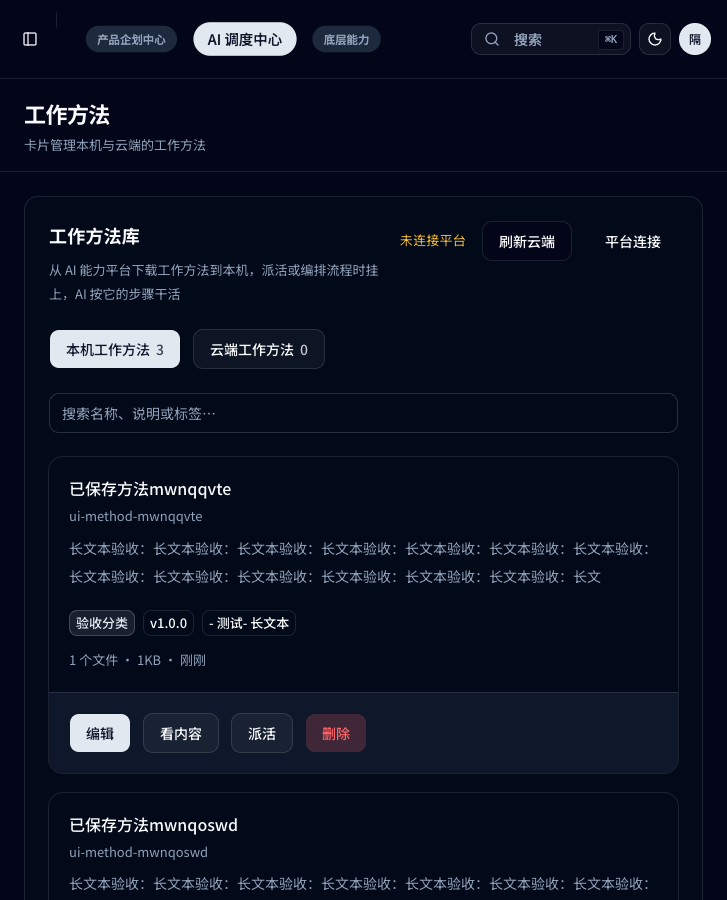 产品企划中心
AI 调度中心
底层能力
搜索
⌘K
隔
工作方法
卡片管理本机与云端的工作方法
工作方法库
未连接平台
刷新云端
平台连接
从 AI 能力平台下载工作方法到本机，派活或编排流程时挂
上，AI 按它的步骤干活
本机工作方法 3
云端工作方法 0
搜索名称、说明或标签…
已保存方法mwnqqvte
ui-method-mwnqqvte
长文本验收：长文本验收：长文本验收：长文本验收：长文本验收：长文本验收：长文本验收：
长文本验收：长文本验收：长文本验收：长文本验收：长文本验收：长文本验收：长文
验收分类
v1.0.0
- 测试- 长文本
1 个文件 · 1KB · 刚刚
编辑
看内容
派活
删除
已保存方法mwnqoswd
ui-method-mwnqoswd
长文本验收：长文本验收：长文本验收：长文本验收：长文本验收：长文本验收：长文本验收：